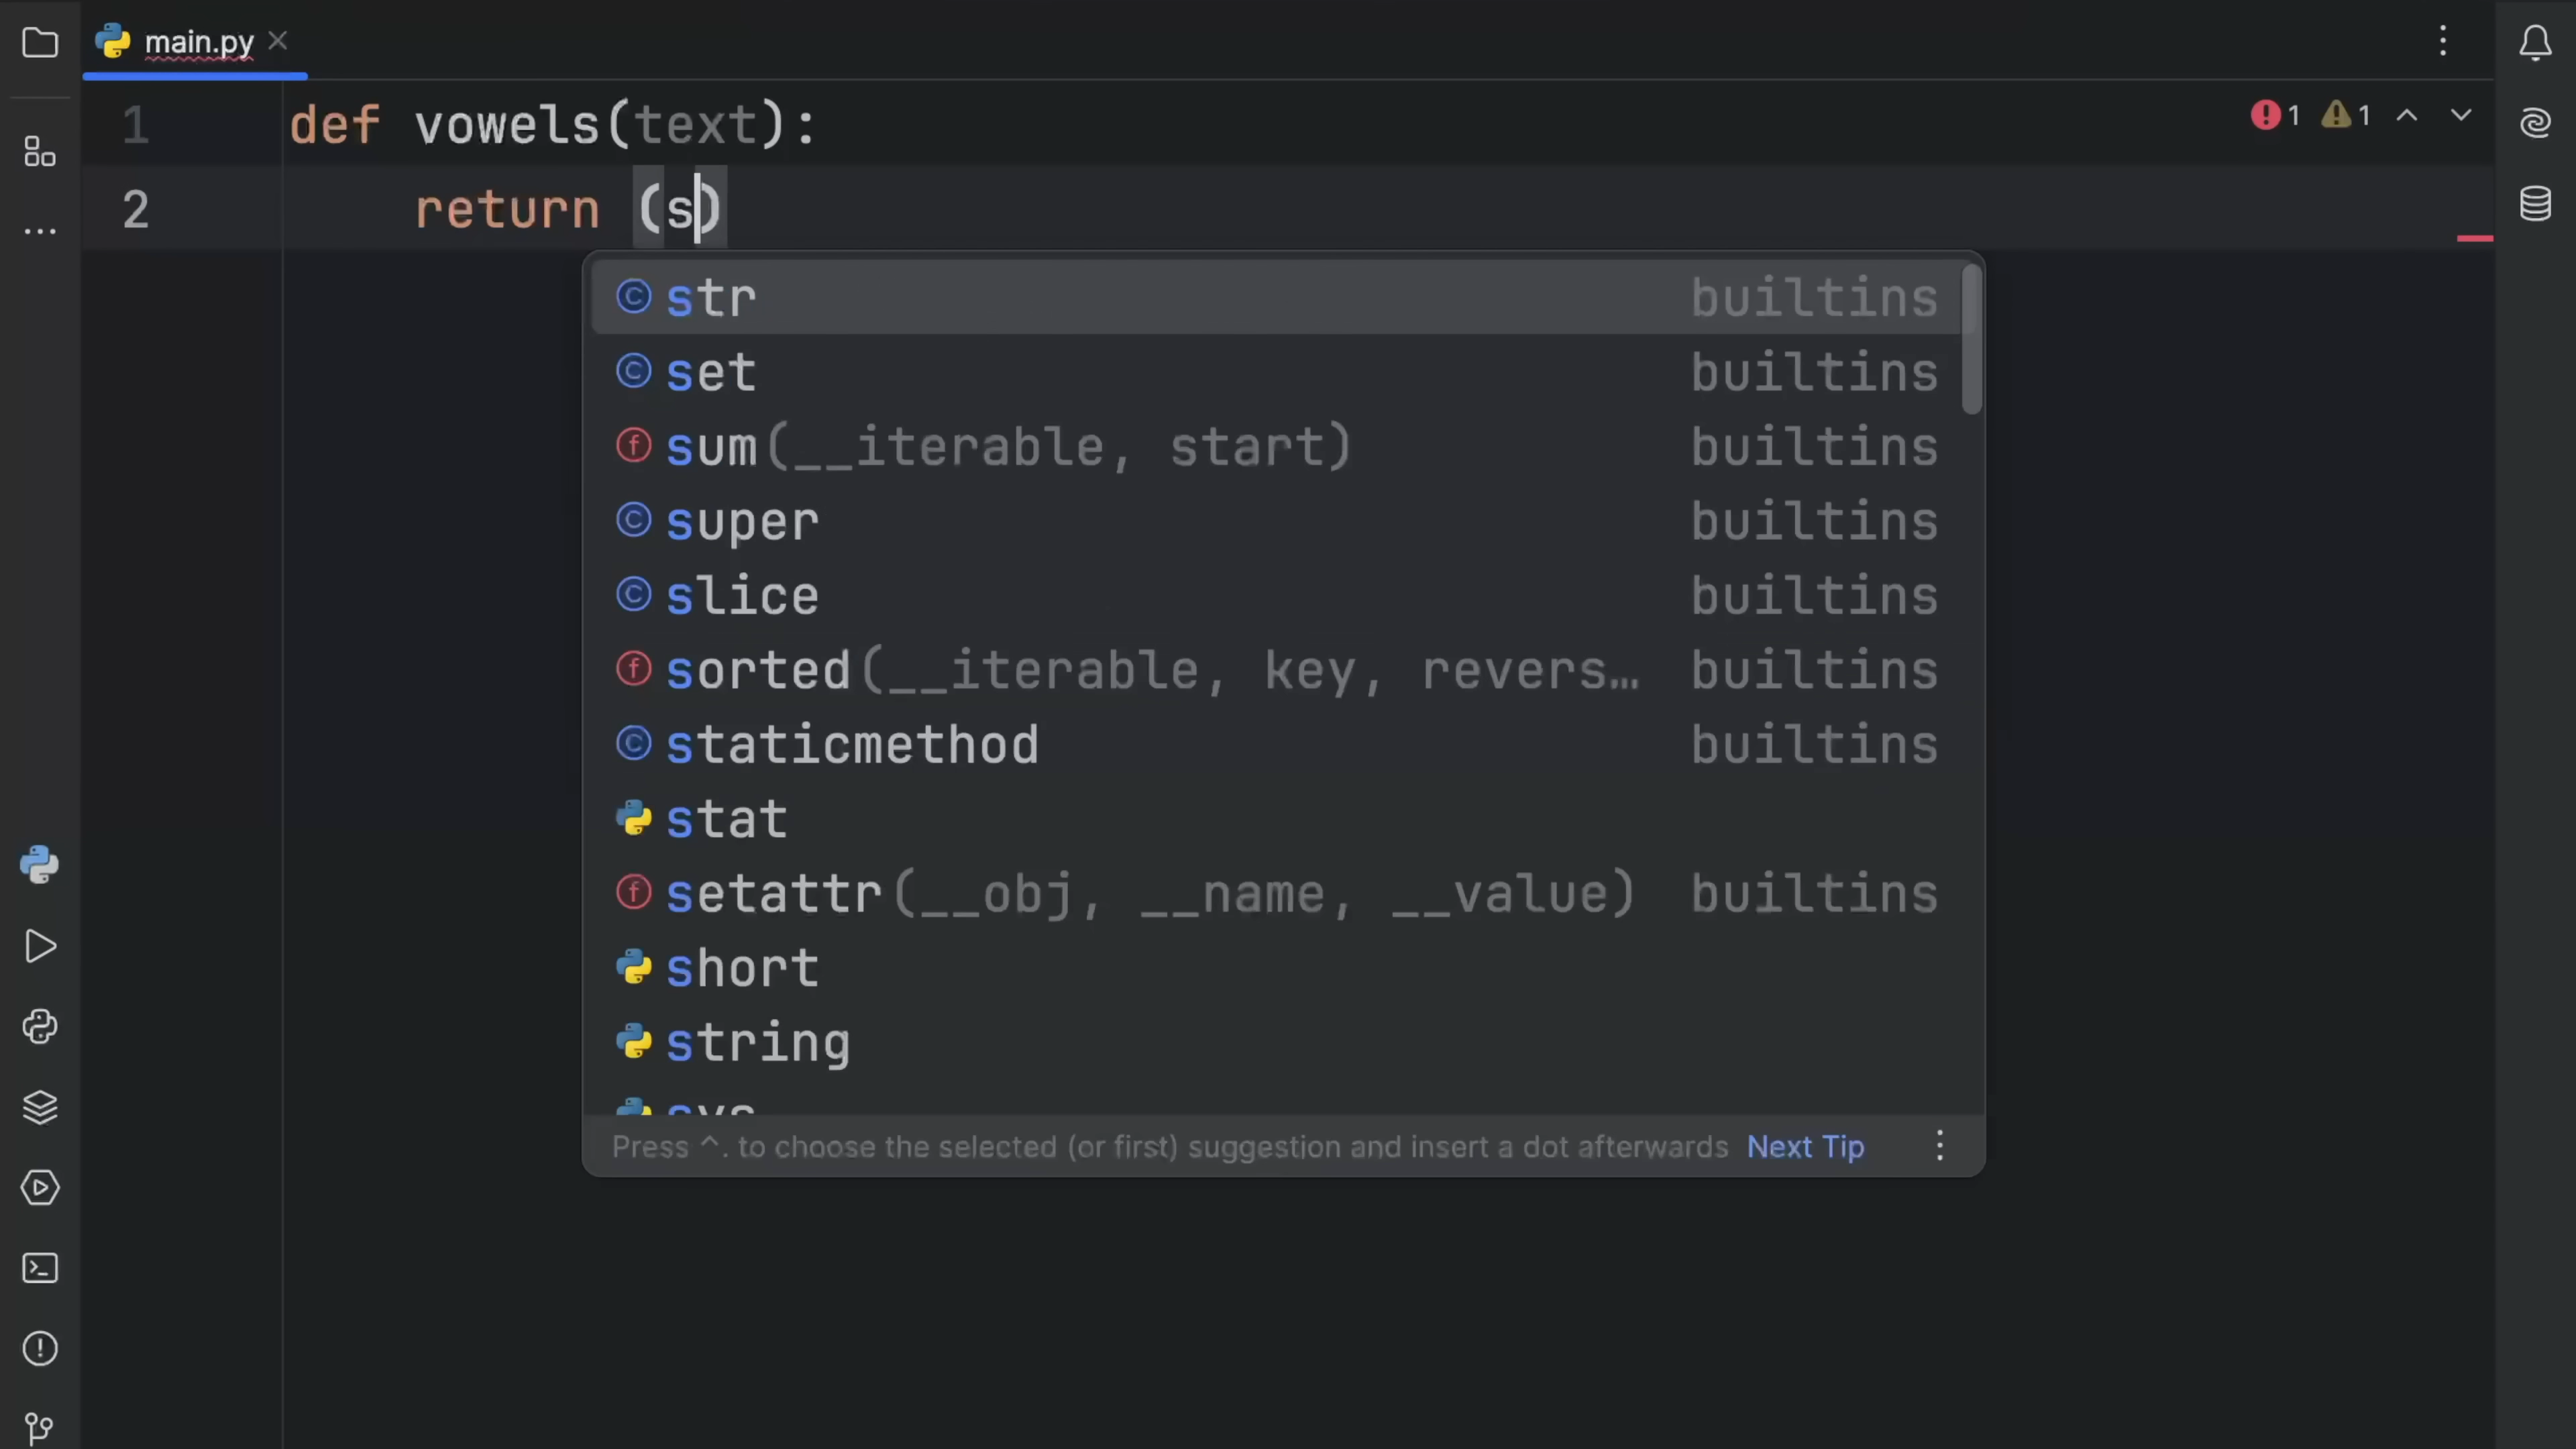 main.py
1 def vowels(text):
1 1
2 return (s)
str builtins
set builtins
sum(__iterable, start) builtins
super builtins
slice builtins
sorted(__iterable, key, revers… builtins
staticmethod builtins
stat
setattr(__obj, __name, __value) builtins
short
string
Press ^. to choose the selected (or first) suggestion and insert a dot afterwards Next Tip